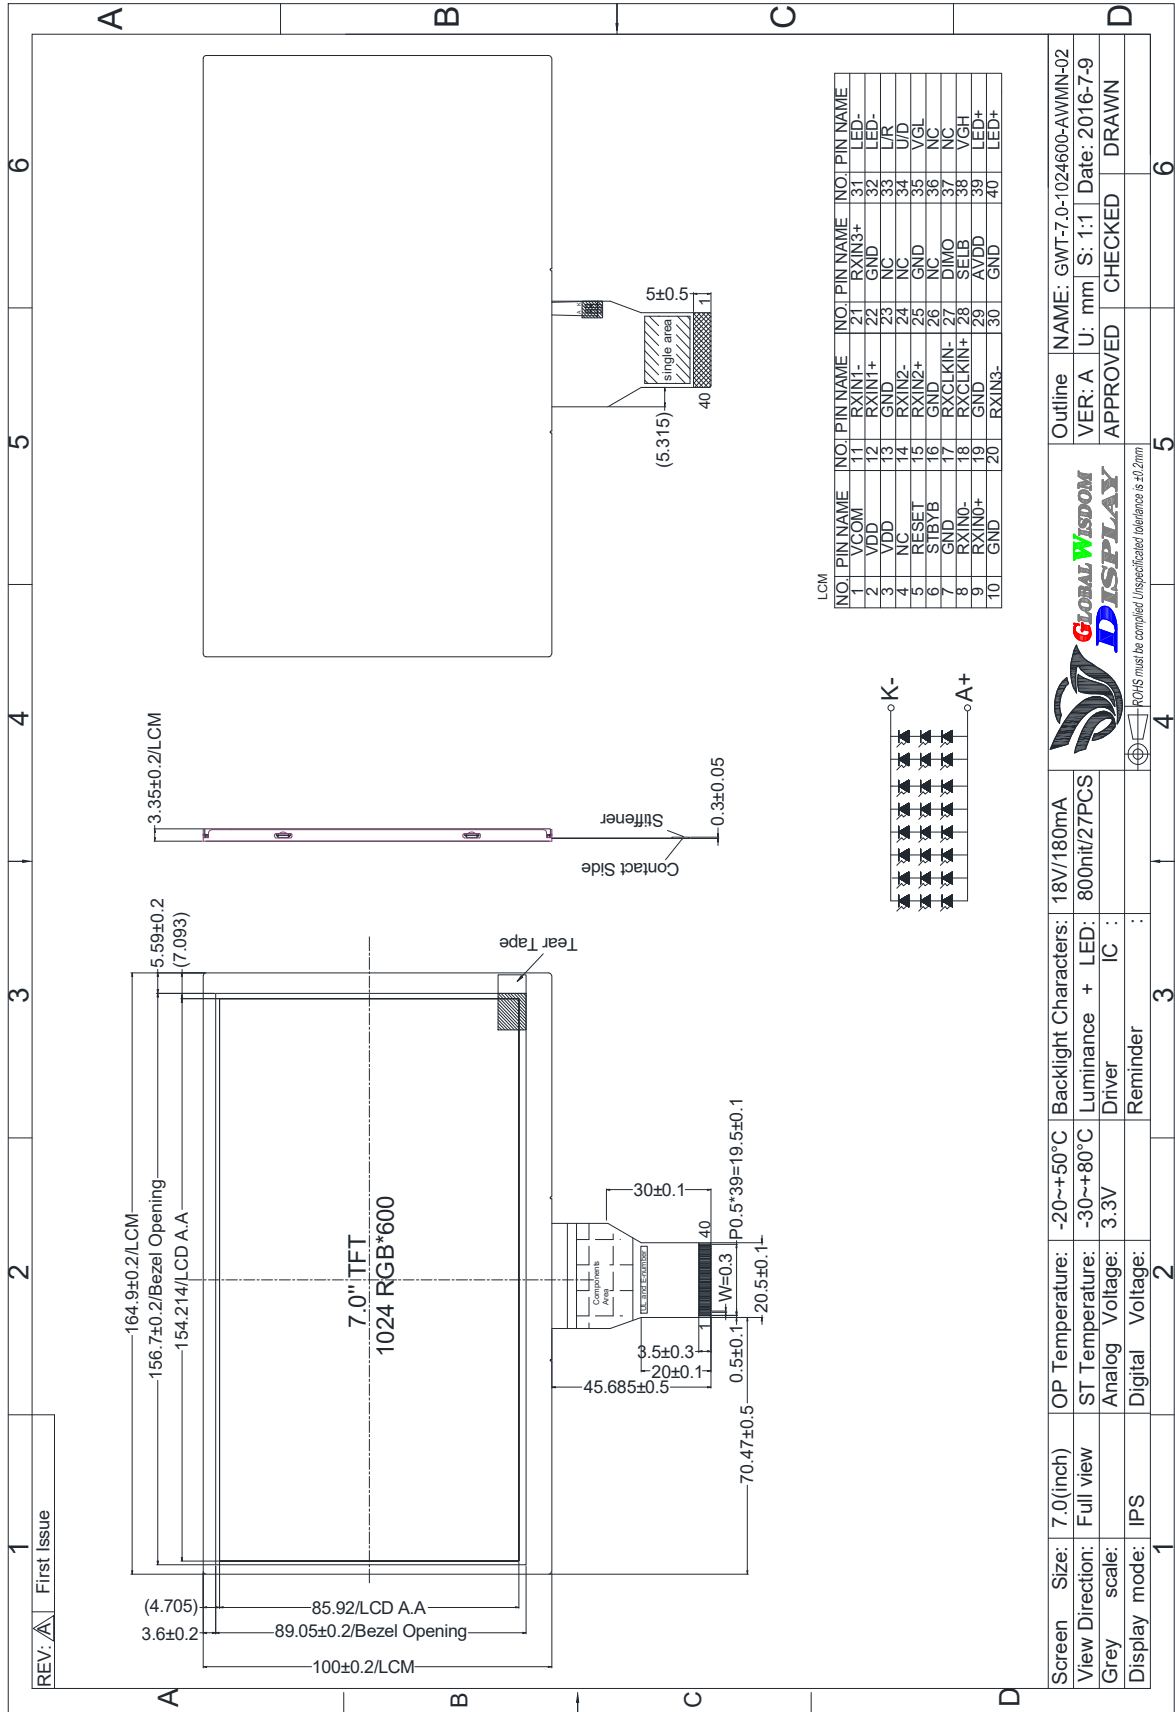 REV: A First Issue
1 2 3 4 5 6
A
B
C
D
164.9±0.2/LCM
156.7±0.2/Bezel Opening
154.214/LCD A.A
5.59±0.2
(7.093)
7.0" TFT
1024 RGB*600
Tear Tape
(4.705)
3.6±0.2
85.92/LCD A.A
89.05±0.2/Bezel Opening
100±0.2/LCM
Components
Area
UL and E-number
30±0.1
1 40
W=0.3
P0.5*39=19.5±0.1
20.5±0.1
3.5±0.3
20±0.1
0.5±0.1
45.685±0.5
70.47±0.5
3.35±0.2/LCM
Stiffener
Contact Side
0.3±0.05
5±0.5
single area
40 1
(5.315)
K-
A+
LCM
NO. PIN NAME NO. PIN NAME NO. PIN NAME NO. PIN NAME
1 VCOM 11 RXIN1- 21 RXIN3+ 31 LED-
2 VDD 12 RXIN1+ 22 GND 32 LED-
3 VDD 13 GND 23 NC 33 L/R
4 NC 14 RXIN2- 24 NC 34 U/D
5 RESET 15 RXIN2+ 25 GND 35 VGL
6 STBYB 16 GND 26 NC 36 NC
7 GND 17 RXCLKIN- 27 DIMO 37 NC
8 RXIN0- 18 RXCLKIN+ 28 SELB 38 VGH
9 RXIN0+ 19 GND 29 AVDD 39 LED+
10 GND 20 RXIN3- 30 GND 40 LED+
Screen Size: 7.0(inch) OP Temperature: -20~+50°C Backlight Characters: 18V/180mA
View Direction: Full view ST Temperature: -30~+80°C Luminance + LED: 800nit/27PCS
Grey scale: Analog Voltage: 3.3V Driver IC :
Display mode: IPS Digital Voltage: Reminder :
GLOBAL WISDOM
DISPLAY
ROHS must be complied Unspecificated tolerance is ±0.2mm
Outline NAME: GWT-7.0-1024600-AWMN-02
VER: A U: mm S: 1:1 Date: 2016-7-9
APPROVED CHECKED DRAWN
1 2 3 4 5 6
A
B
C
D